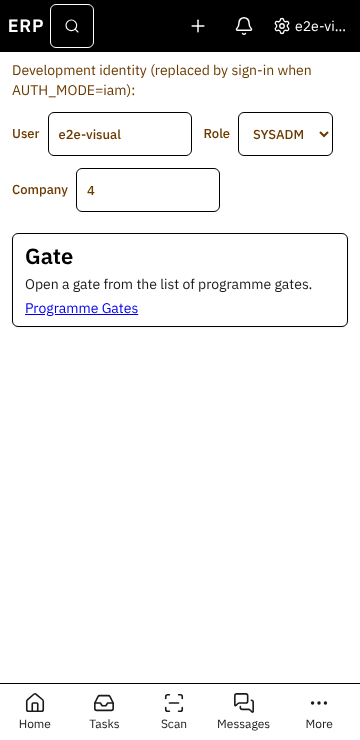 ERP
e2e-vi...
Development identity (replaced by sign-in when
AUTH_MODE=iam):
User e2e-visual Role SYSADM
Company 4
Gate
Open a gate from the list of programme gates.
Programme Gates
Home Tasks Scan Messages More